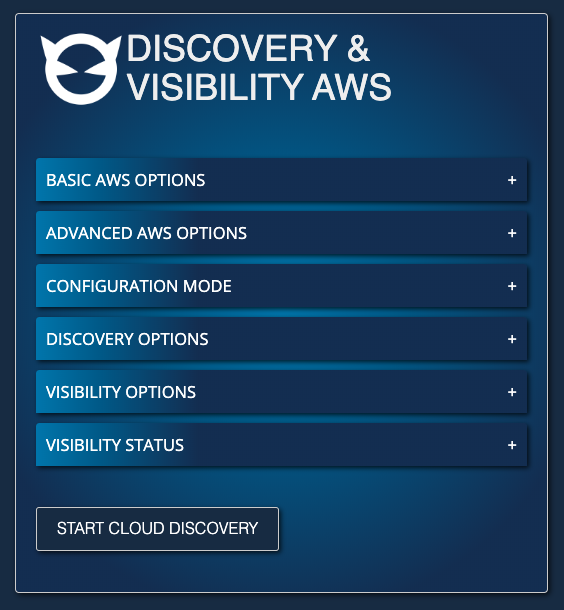 DISCOVERY &
VISIBILITY AWS
BASIC AWS OPTIONS +
ADVANCED AWS OPTIONS +
CONFIGURATION MODE +
DISCOVERY OPTIONS +
VISIBILITY OPTIONS +
VISIBILITY STATUS +
START CLOUD DISCOVERY